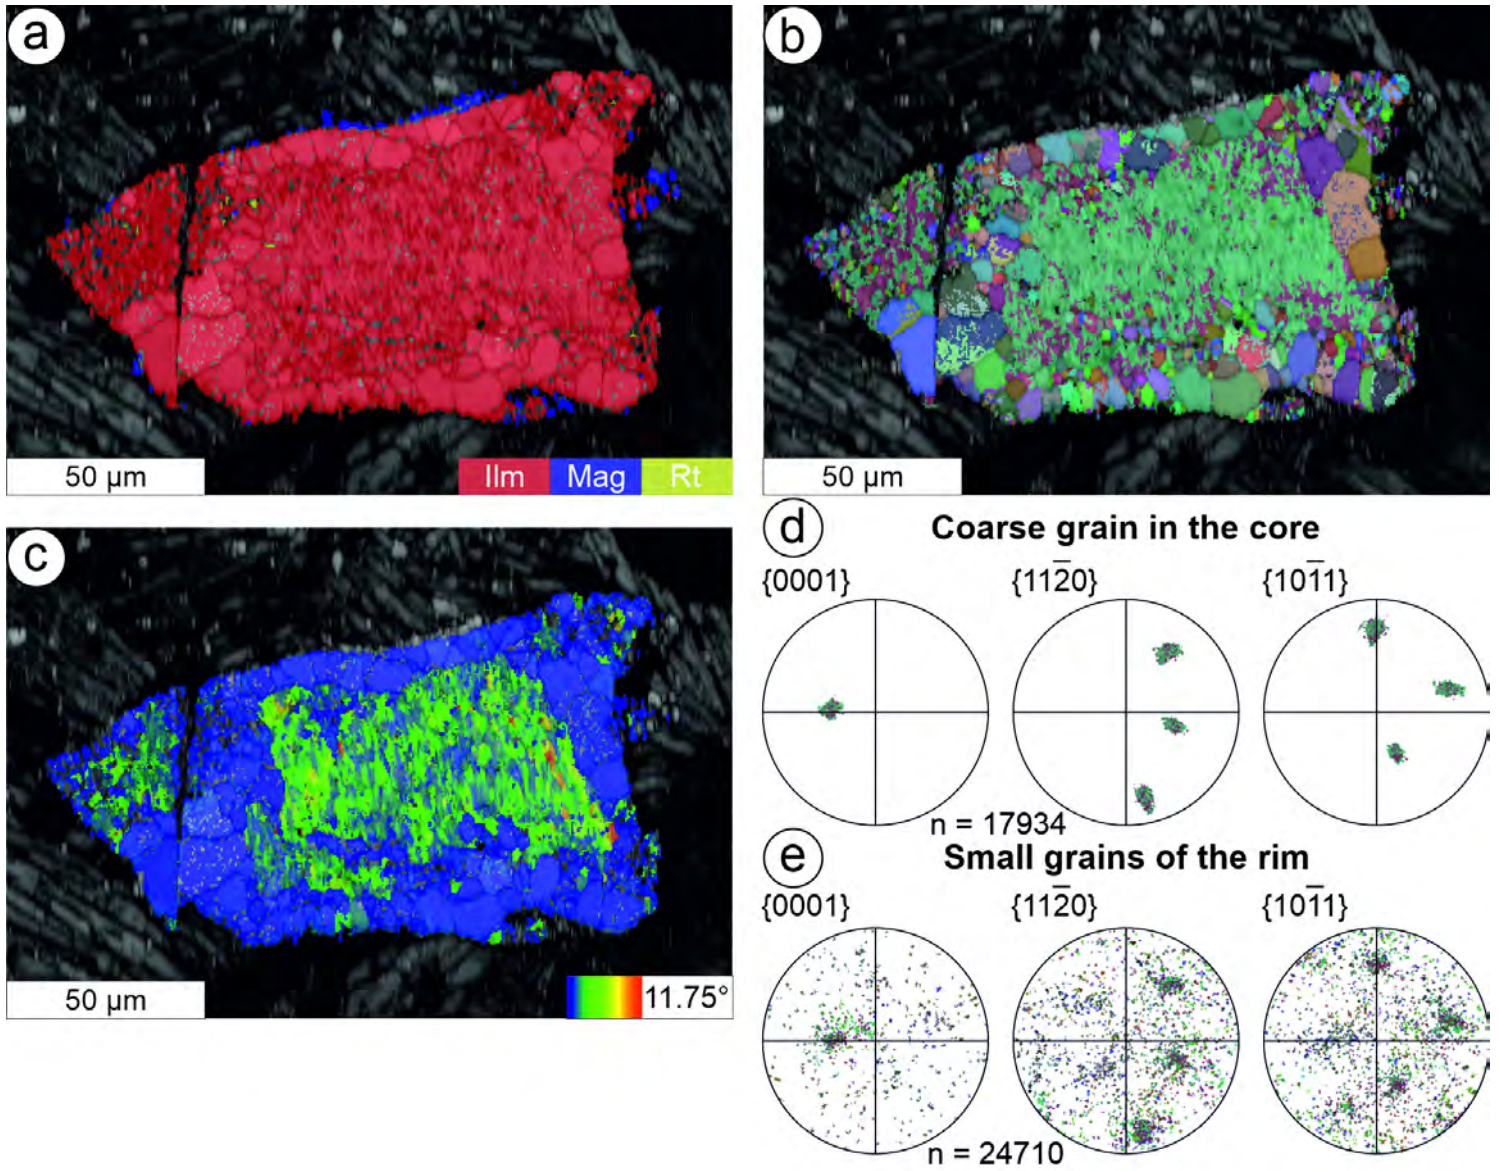 a
b
50 µm
Ilm Mag Rt
50 µm
c
50 µm
11.75°
d Coarse grain in the core
{0001} {112̅0} {101̅1}
n = 17934
e Small grains of the rim
{0001} {112̅0} {101̅1}
n = 24710